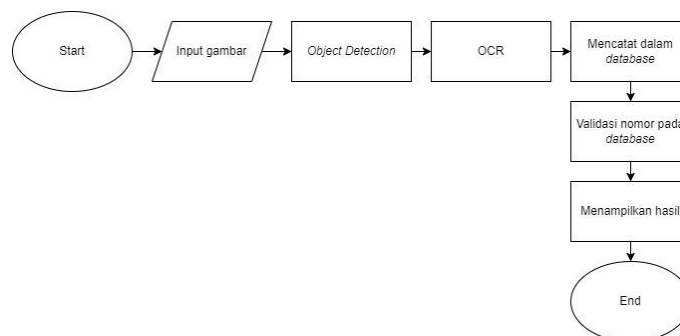 Start
Input gambar
Object Detection
OCR
Mencatat dalam
database
Validasi nomor pada
database
Menampilkan hasil
End